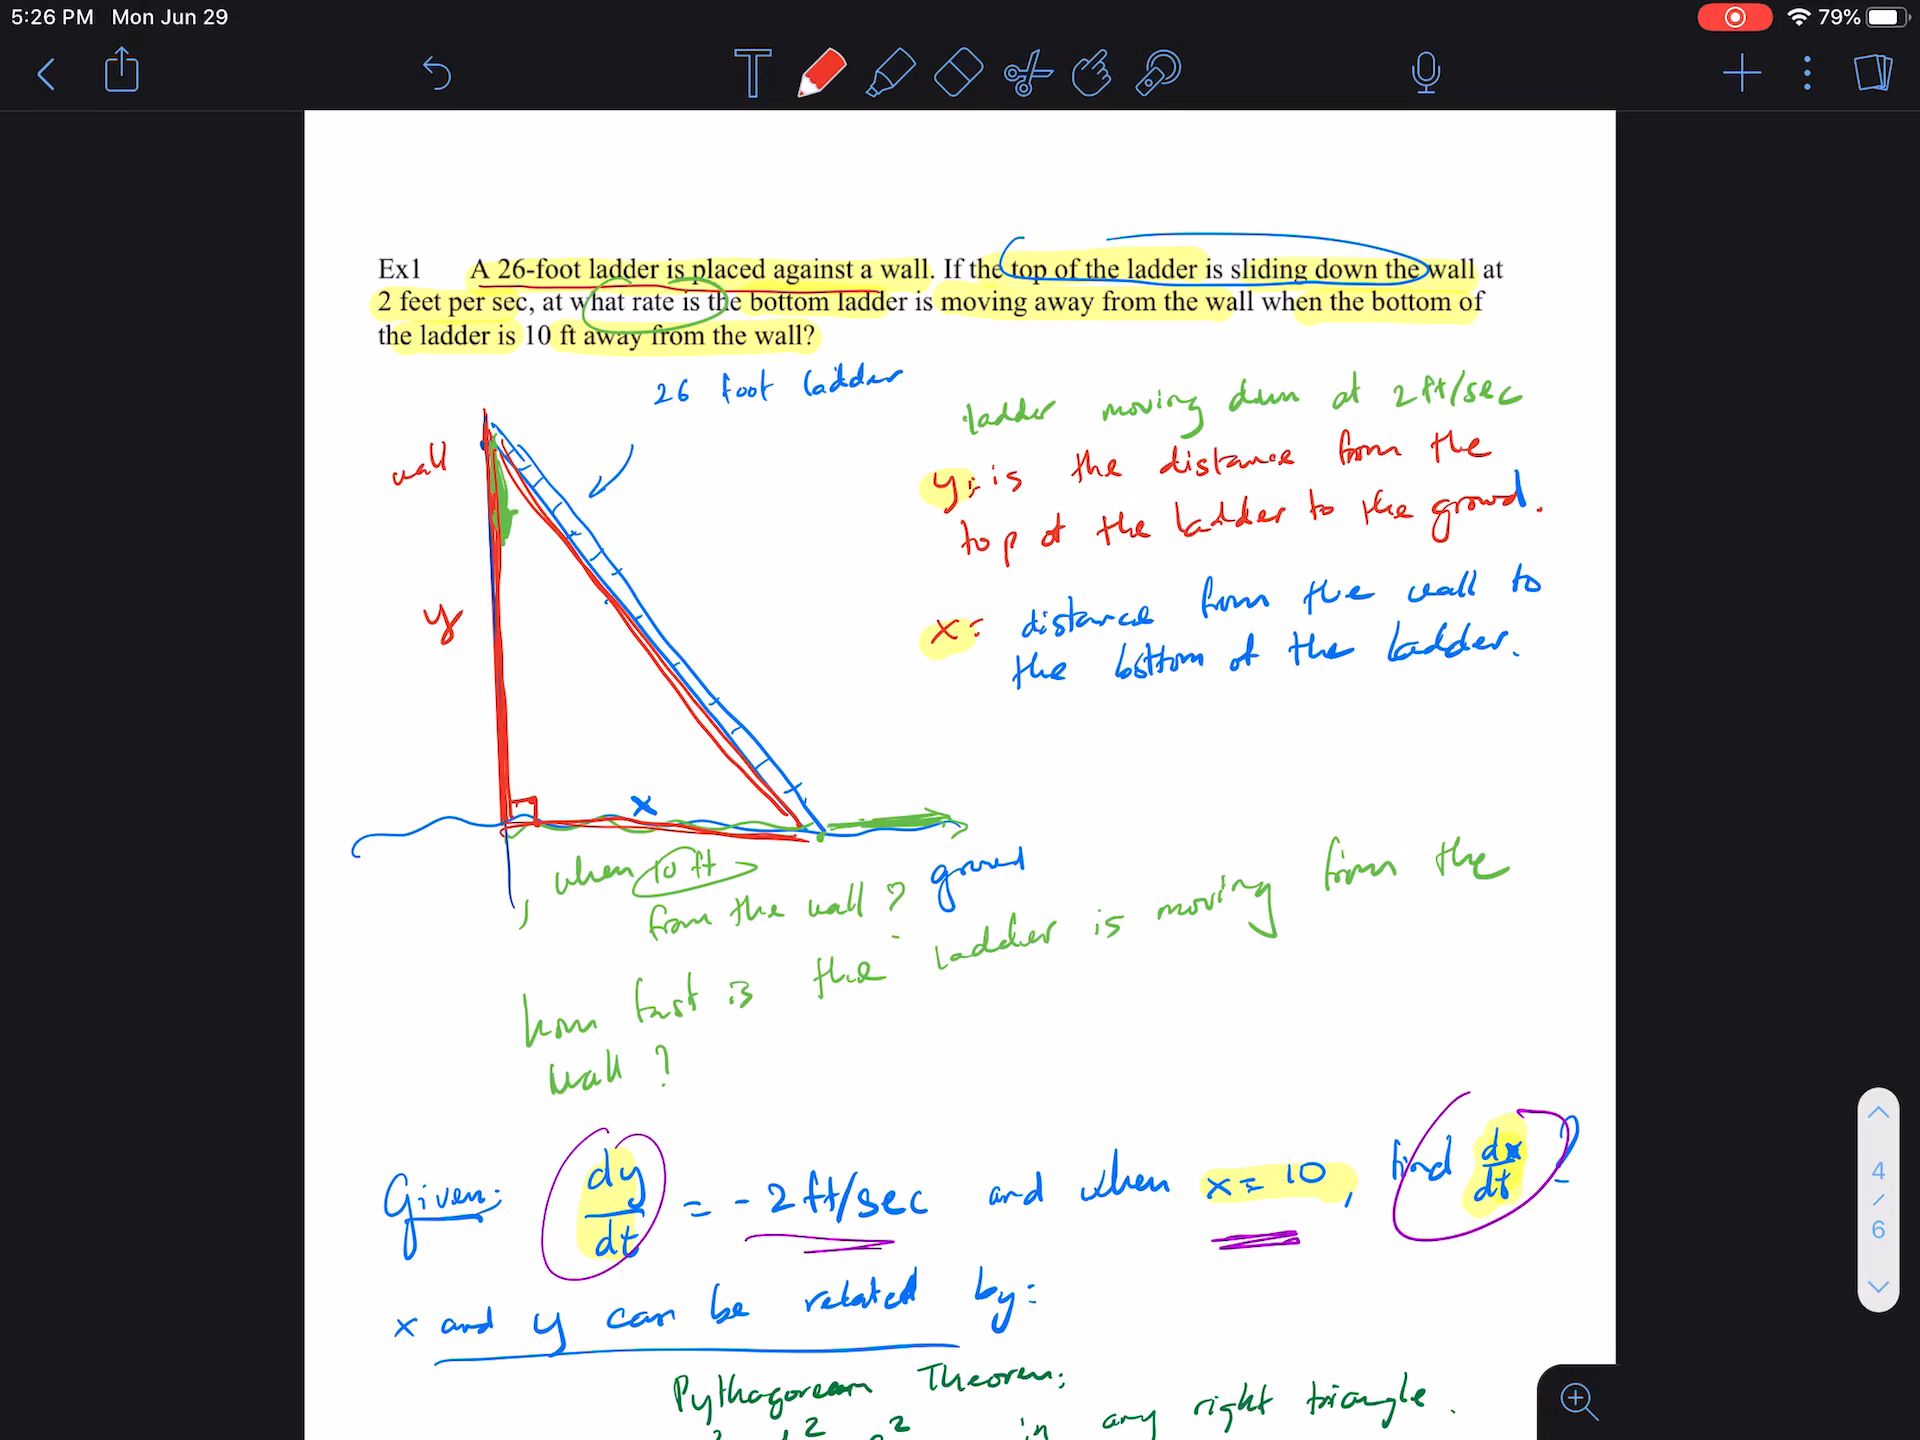 5:26 PM Mon Jun 29
79%
T
Ex1 A 26-foot ladder is placed against a wall. If the top of the ladder is sliding down the wall at
2 feet per sec, at what rate is the bottom ladder is moving away from the wall when the bottom of
the ladder is 10 ft away from the wall?
26 foot ladder
wall
ladder moving down at 2ft/sec
y: is the distance from the
top of the ladder to the ground.
y
x: distance from the wall to
the bottom of the ladder.
x
, when 10 ft
from the wall?
ground
how fast is the ladder is moving from the
wall?
Given: dy/dt = -2ft/sec and when x = 10, find dx/dt?
x and y can be related by:
Pythagorean Theorem:
in any right triangle.
4
/
6